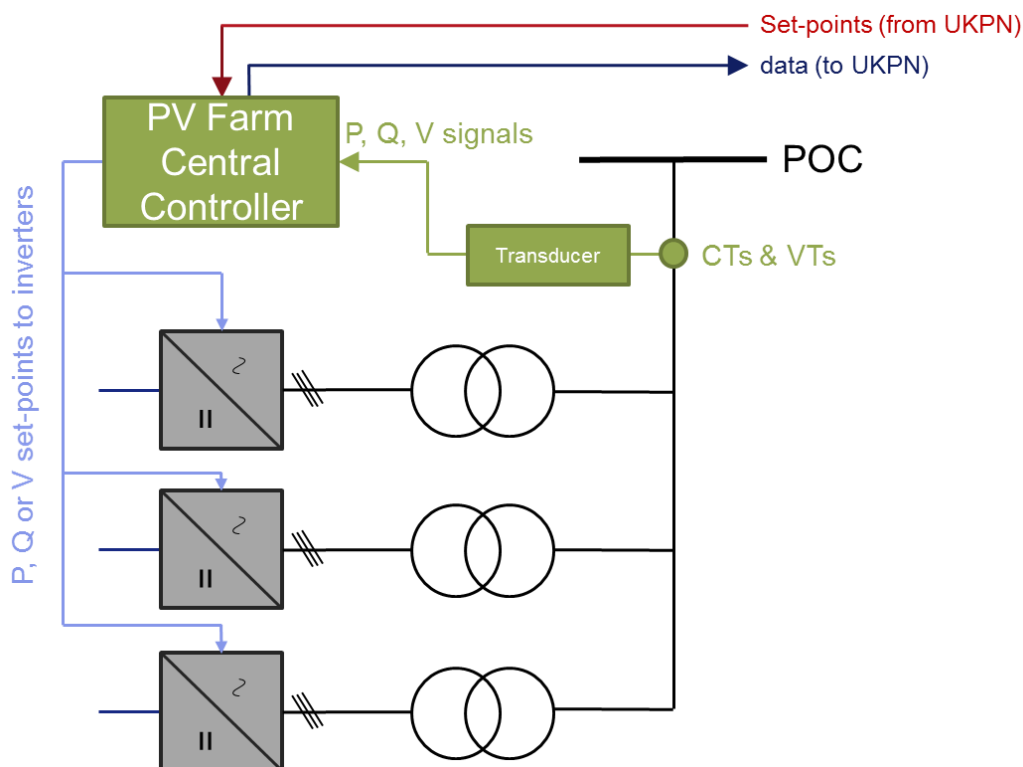 Set-points (from UKPN)
data (to UKPN)
PV Farm
Central
Controller
P, Q, V signals
POC
Transducer
CTs & VTs
P, Q or V set-points to inverters